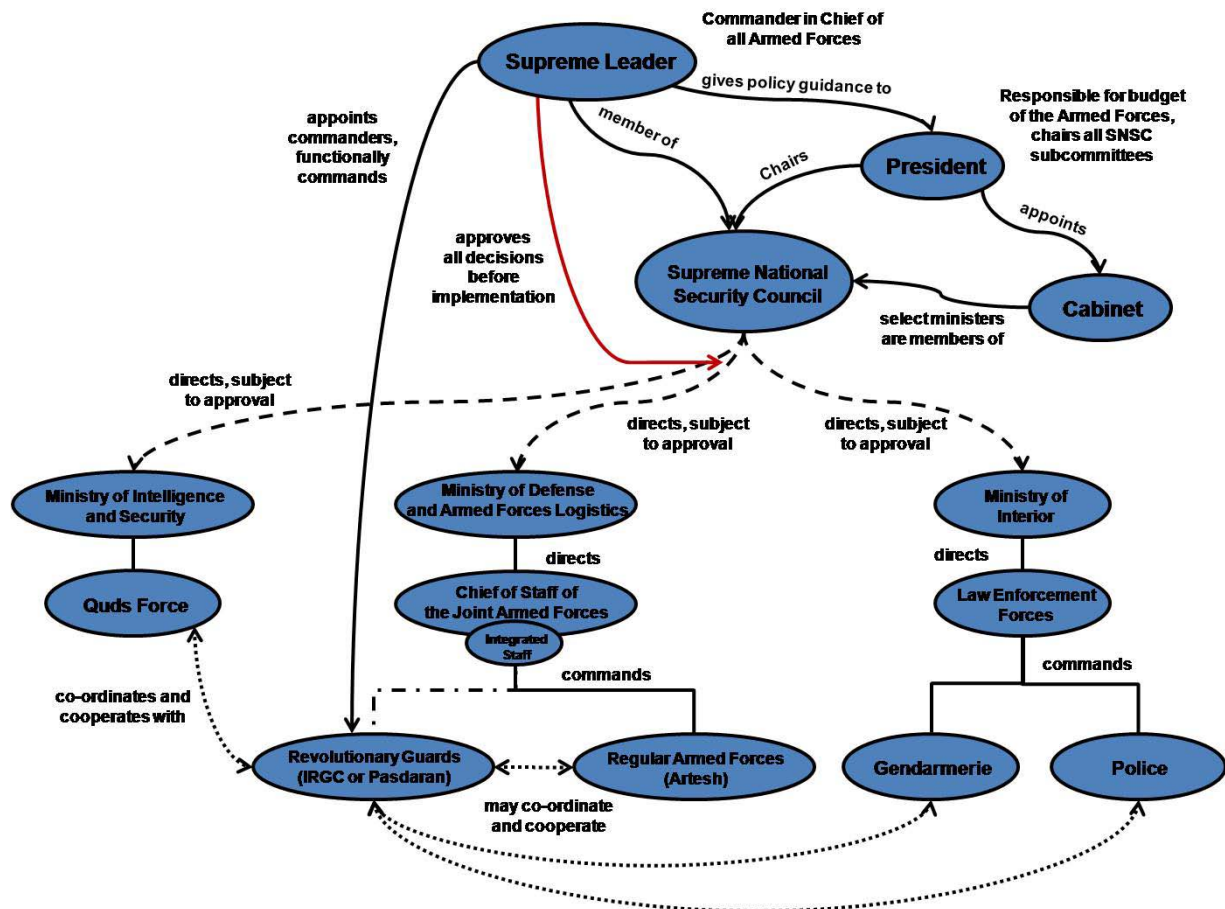 Commander in Chief of
all Armed Forces
Supreme Leader
gives policy guidance to
Responsible for budget
of the Armed Forces,
chairs all SNSC
subcommittees
appoints
commanders,
functionally
commands
member of
Chairs
President
appoints
approves
all decisions
before
implementation
Supreme National
Security Council
Cabinet
select ministers
are members of
directs, subject
to approval
directs, subject
to approval
directs, subject
to approval
Ministry of Intelligence
and Security
Ministry of Defense
and Armed Forces Logistics
Ministry of
Interior
directs
directs
Quds Force
Chief of Staff of
the Joint Armed Forces
Integrated
Staff
Law Enforcement
Forces
commands
commands
co-ordinates and
cooperates with
Revolutionary Guards
(IRGC or Pasdaran)
Regular Armed Forces
(Artesh)
Gendarmerie
Police
may co-ordinate
and cooperate